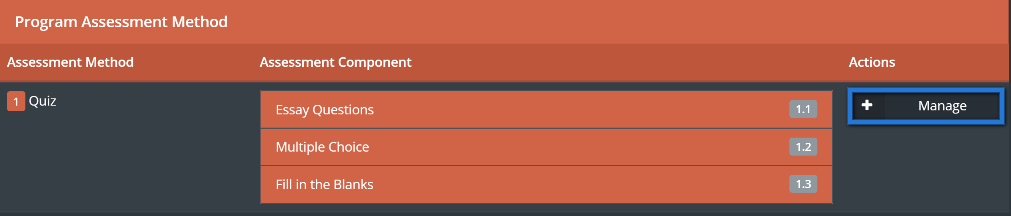 Program Assessment Method
Assessment Method Assessment Component Actions
1 Quiz
Essay Questions 1.1
Manage
Multiple Choice 1.2
Fill in the Blanks 1.3